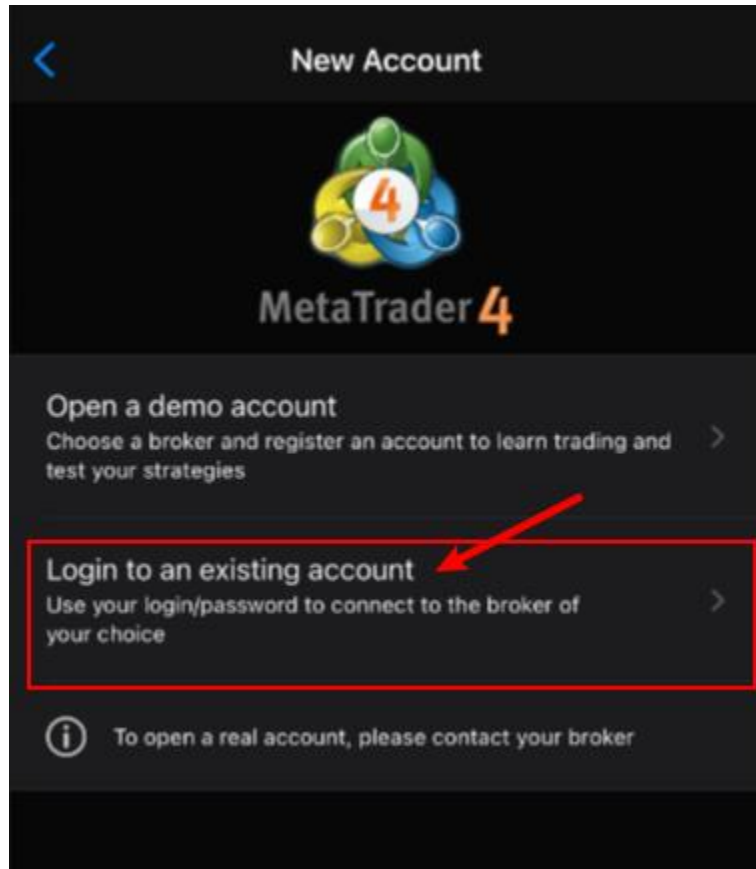 New Account
4
MetaTrader 4
Open a demo account
Choose a broker and register an account to learn trading and
test your strategies
Login to an existing account
Use your login/password to connect to the broker of
your choice
To open a real account, please contact your broker